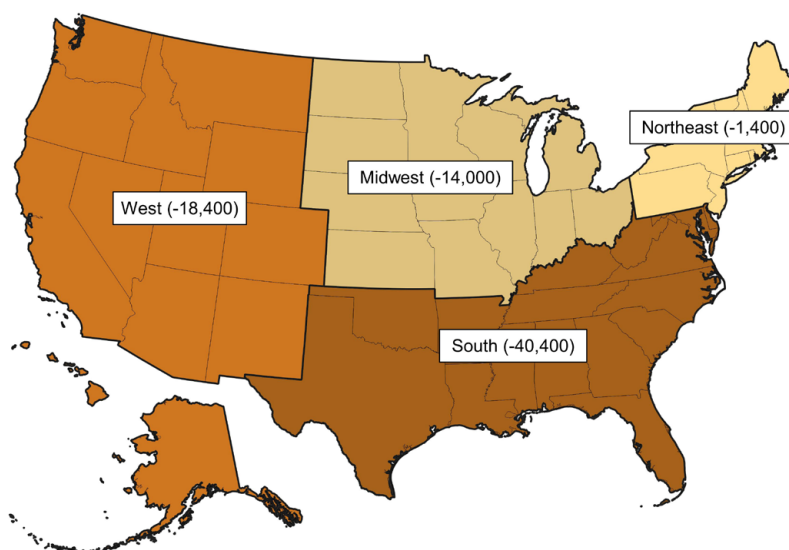 Northeast (-1,400)
Midwest (-14,000)
West (-18,400)
South (-40,400)